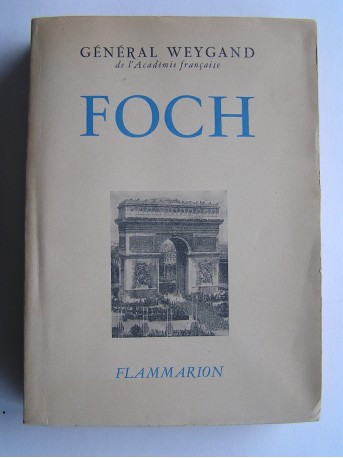 GÉNÉRAL WEYGAND
de l'Académie française
FOCH
FLAMMARION